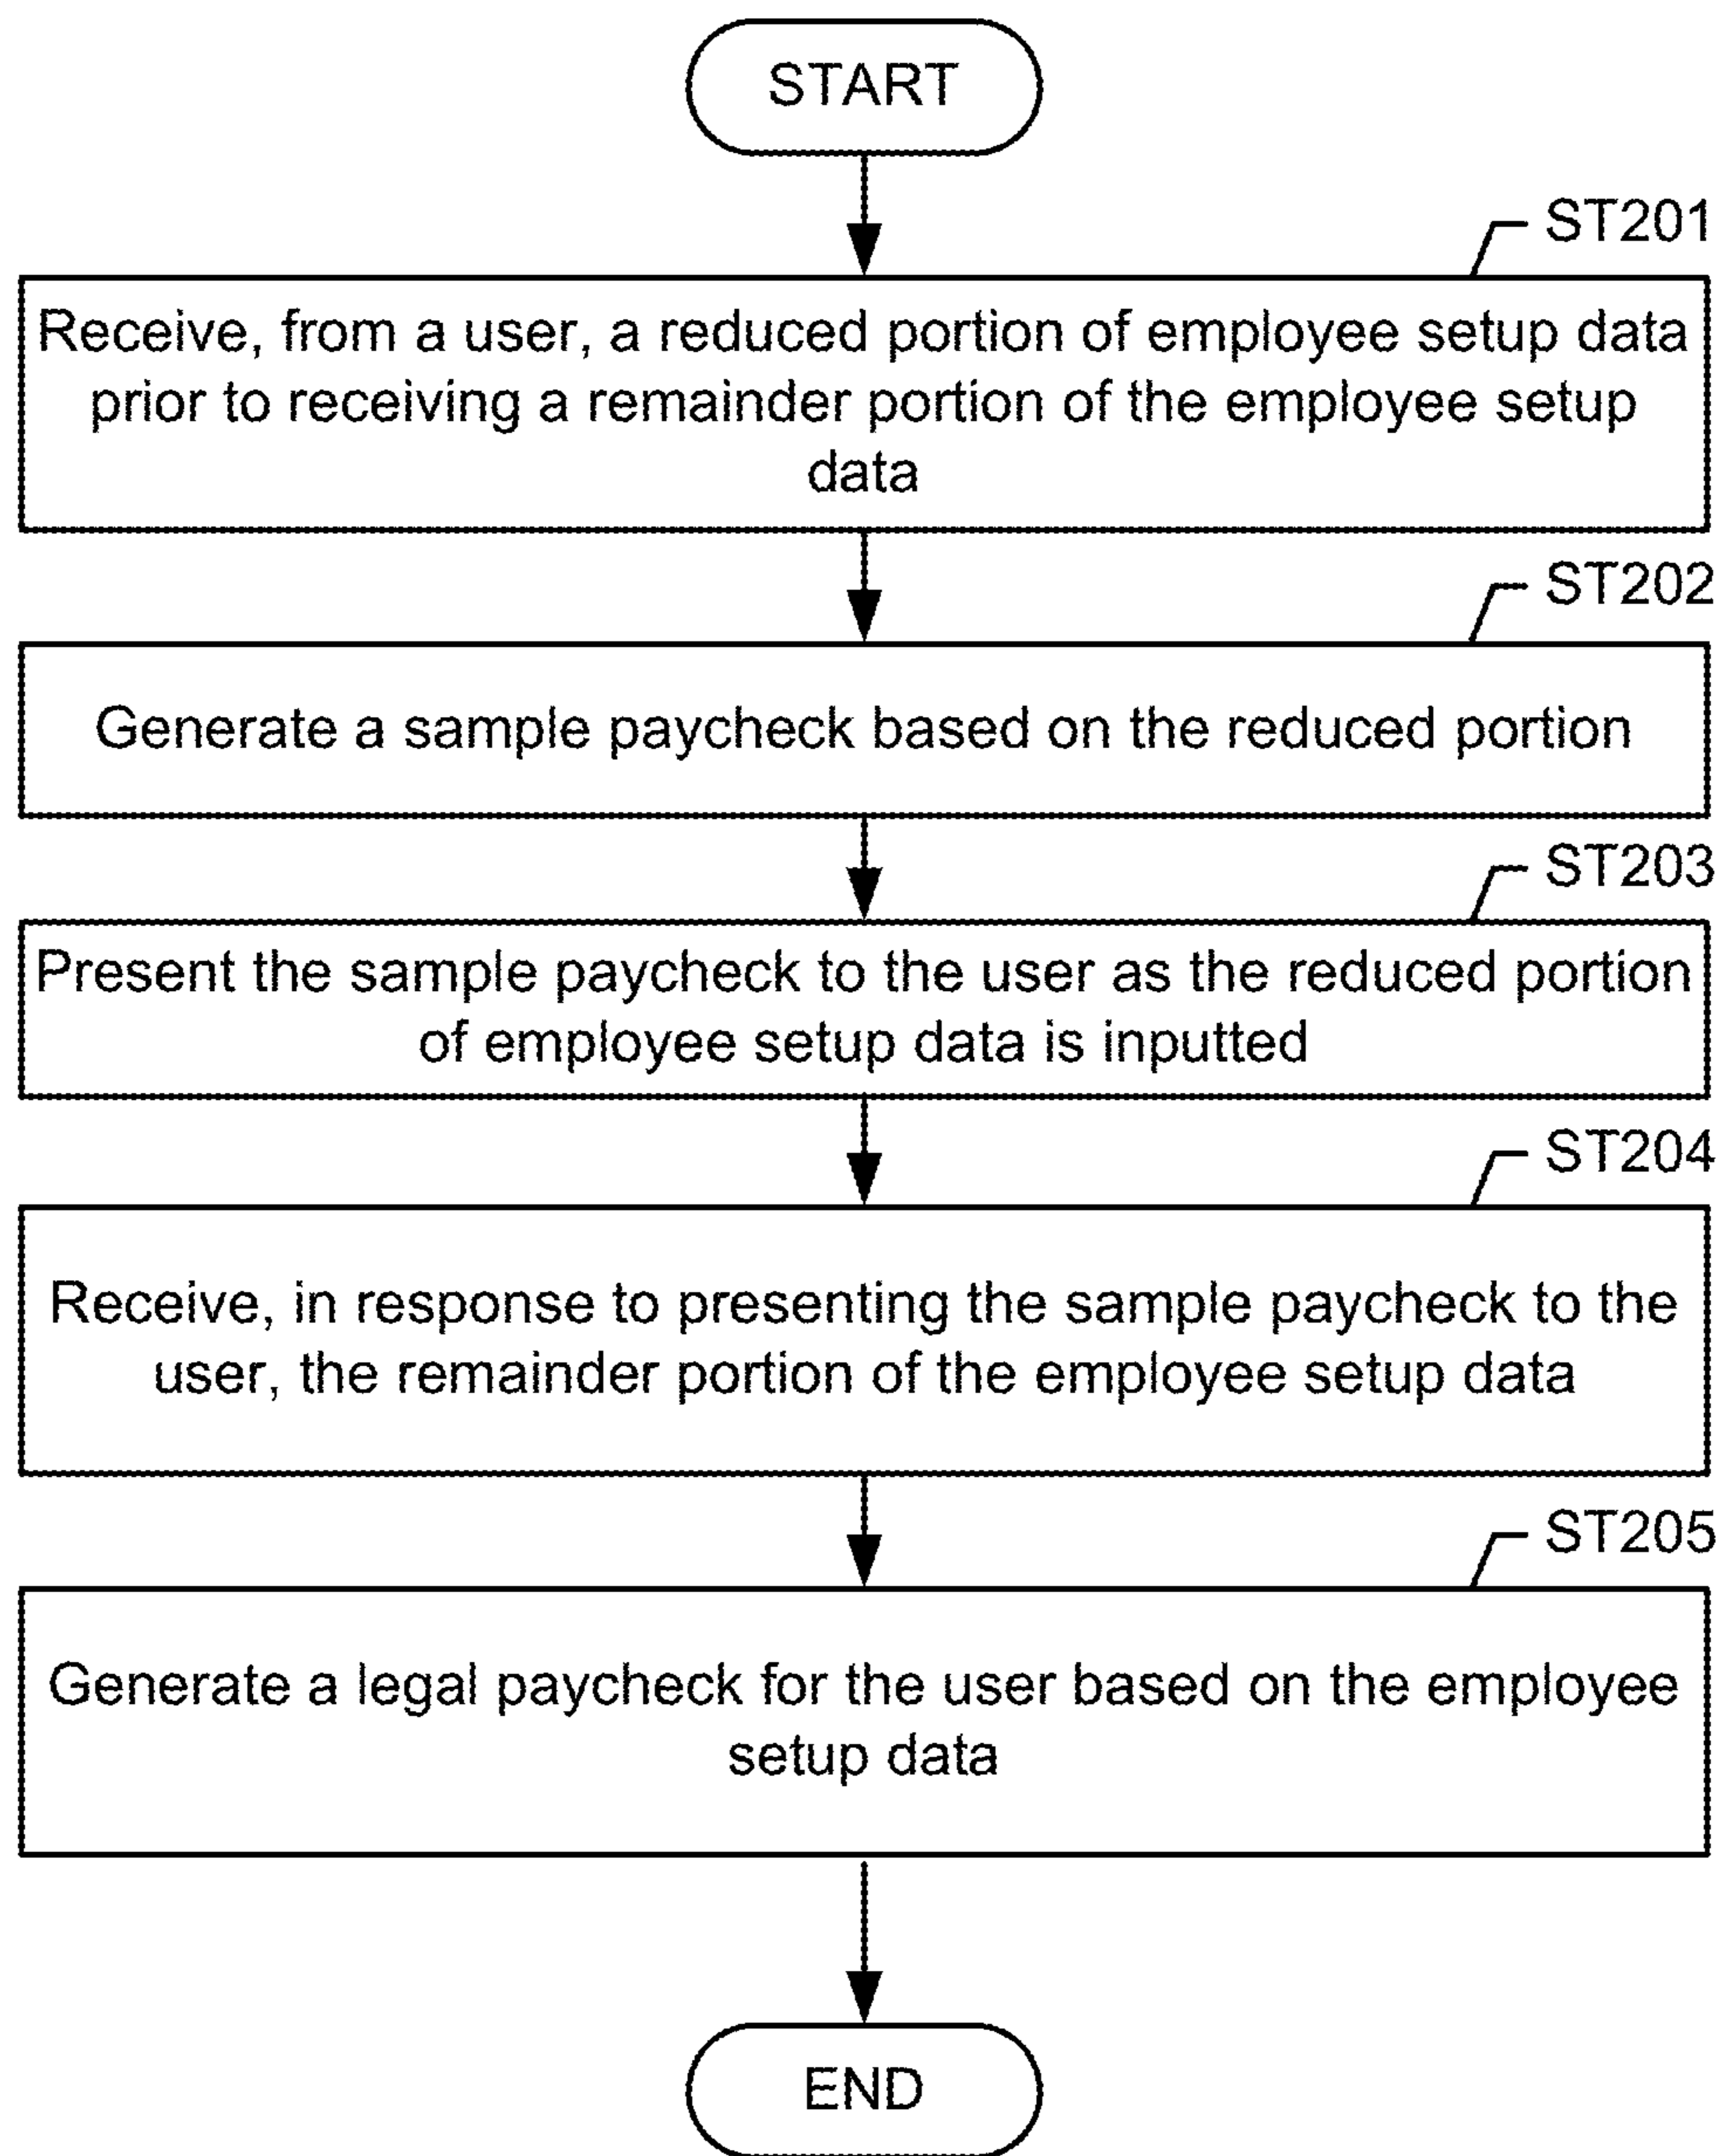 START
ST201
Receive, from a user, a reduced portion of employee setup data
prior to receiving a remainder portion of the employee setup
data
ST202
Generate a sample paycheck based on the reduced portion
ST203
Present the sample paycheck to the user as the reduced portion
of employee setup data is inputted
ST204
Receive, in response to presenting the sample paycheck to the
user, the remainder portion of the employee setup data
ST205
Generate a legal paycheck for the user based on the employee
setup data
END